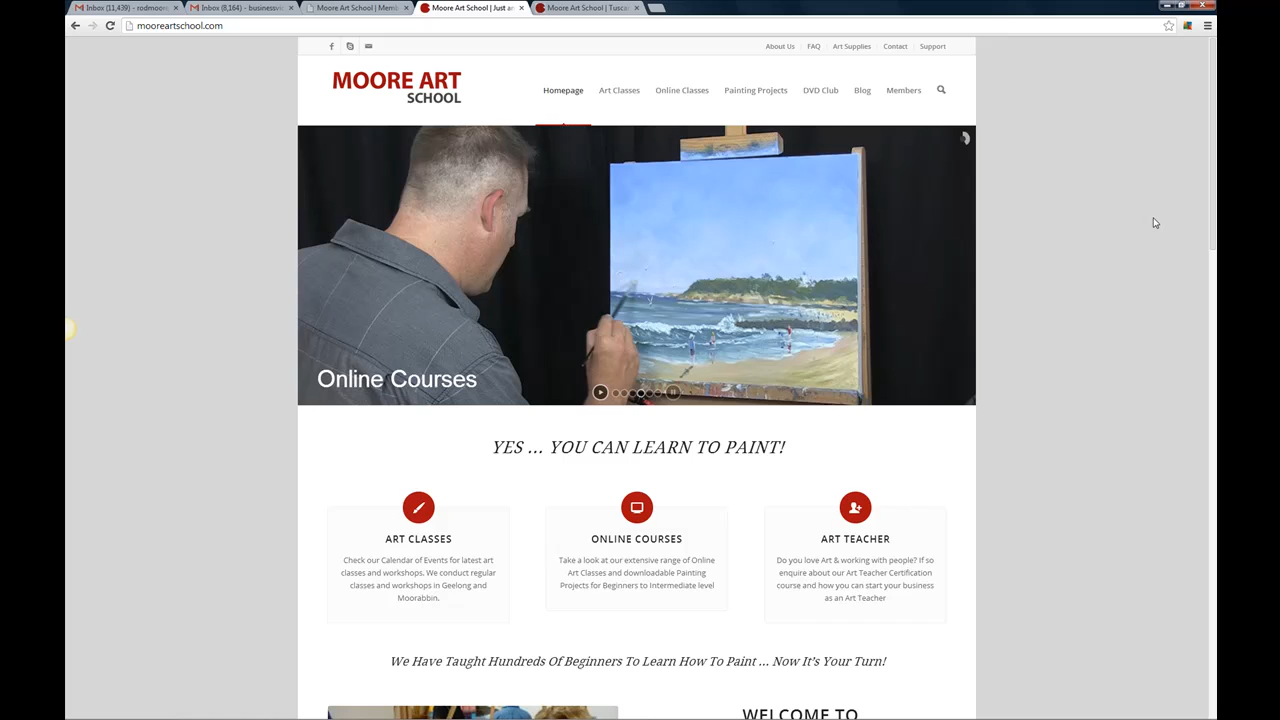 Inbox (11,439) - rodmoore
Inbox (8,164) - businessvi
Moore Art School | Memb
Moore Art School | Just an
Moore Art School | Tuscan
mooreartschool.com
About Us
FAQ
Art Supplies
Contact
Support
MOORE ART
SCHOOL
Homepage
Art Classes
Online Classes
Painting Projects
DVD Club
Blog
Members
Online Courses
YES ... YOU CAN LEARN TO PAINT!
ART CLASSES
Check our Calendar of Events for latest art
classes and workshops. We conduct regular
classes and workshops in Geelong and
Moorabbin.
ONLINE COURSES
Take a look at our extensive range of Online
Art Classes and downloadable Painting
Projects for Beginners to Intermediate level
ART TEACHER
Do you love Art & working with people? If so
enquire about our Art Teacher Certification
course and how you can start your business
as an Art Teacher
We Have Taught Hundreds Of Beginners To Learn How To Paint ... Now It's Your Turn!
WELCOME TO